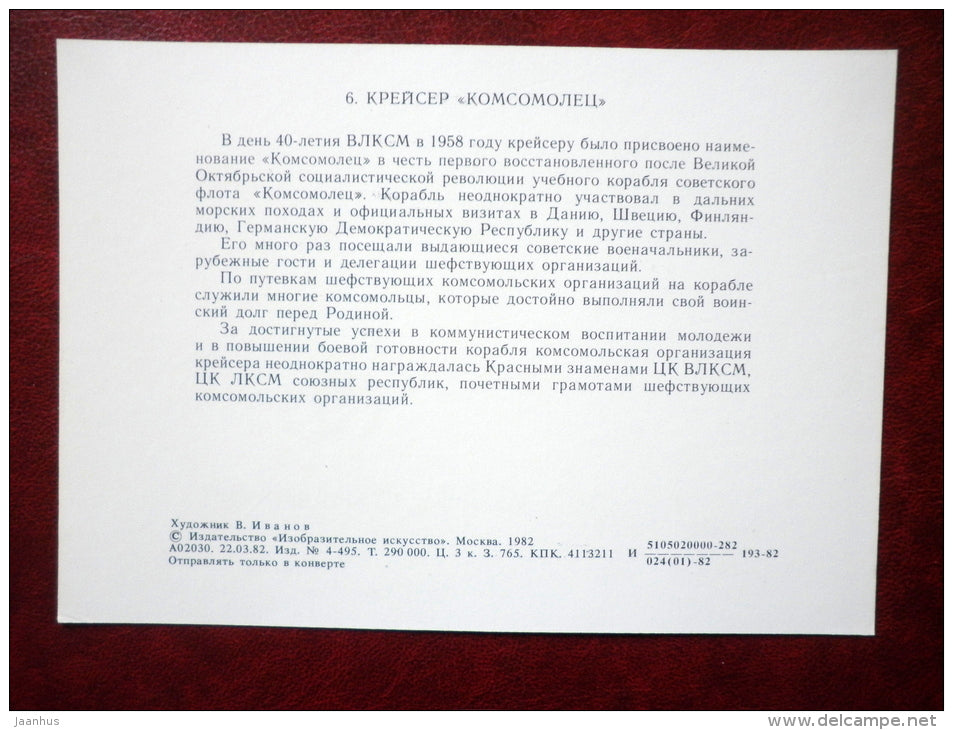 6. КРЕЙСЕР «КОМСОМОЛЕЦ»
В день 40-летия ВЛКСМ в 1958 году крейсеру было присвоено наиме-
нование «Комсомолец» в честь первого восстановленного после Великой
Октябрьской социалистической революции учебного корабля советского
флота «Комсомолец». Корабль неоднократно участвовал в дальних
морских походах и официальных визитах в Данию, Швецию, Финлян-
дию, Германскую Демократическую Республику и другие страны.
Его много раз посещали выдающиеся советские военачальники, за-
рубежные гости и делегации шефствующих организаций.
По путевкам шефствующих комсомольских организаций на корабле
служили многие комсомольцы, которые достойно выполняли свой воин-
ский долг перед Родиной.
За достигнутые успехи в коммунистическом воспитании молодежи
и в повышении боевой готовности корабля комсомольская организация
крейсера неоднократно награждалась Красными знаменами ЦК ВЛКСМ,
ЦК ЛКСМ союзных республик, почетными грамотами шефствующих
комсомольских организаций.
Художник В. Иванов
© Издательство «Изобразительное искусство». Москва. 1982
А02030. 22.03.82. Изд. № 4-495. Т. 290 000. Ц. 3 к. З. 765. КПК. 4113211 И 5105020000-282 193-82
024(01)-82
Отправлять только в конверте
jaanhus
www.delcampe.net